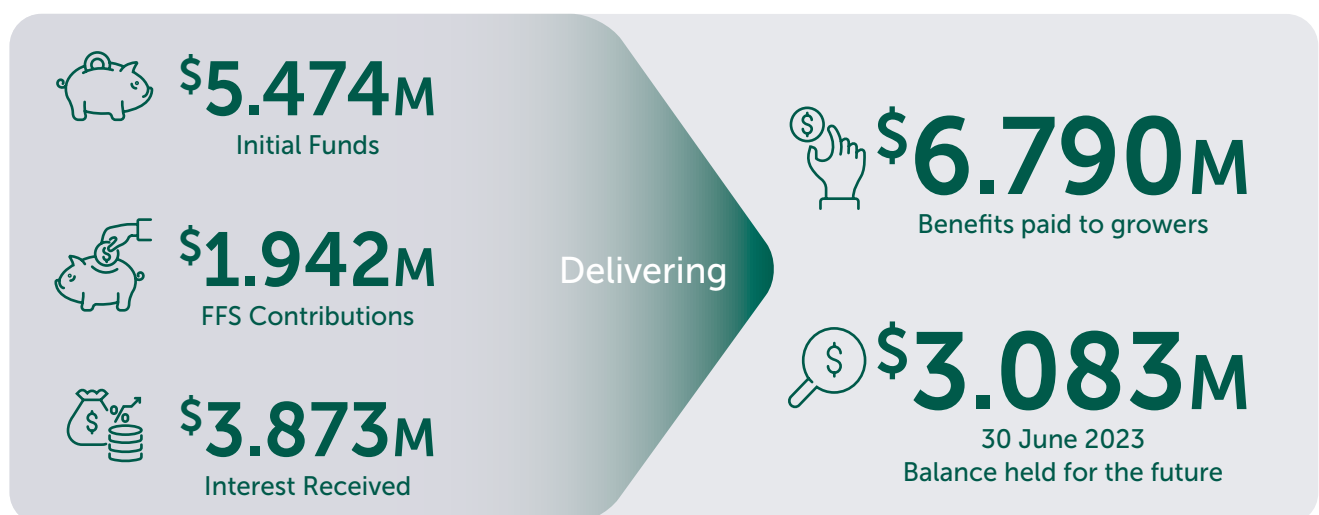 $5.474M
Initial Funds
$1.942M
FFS Contributions
$3.873M
Interest Received
Delivering
$6.790M
Benefits paid to growers
$3.083M
30 June 2023
Balance held for the future